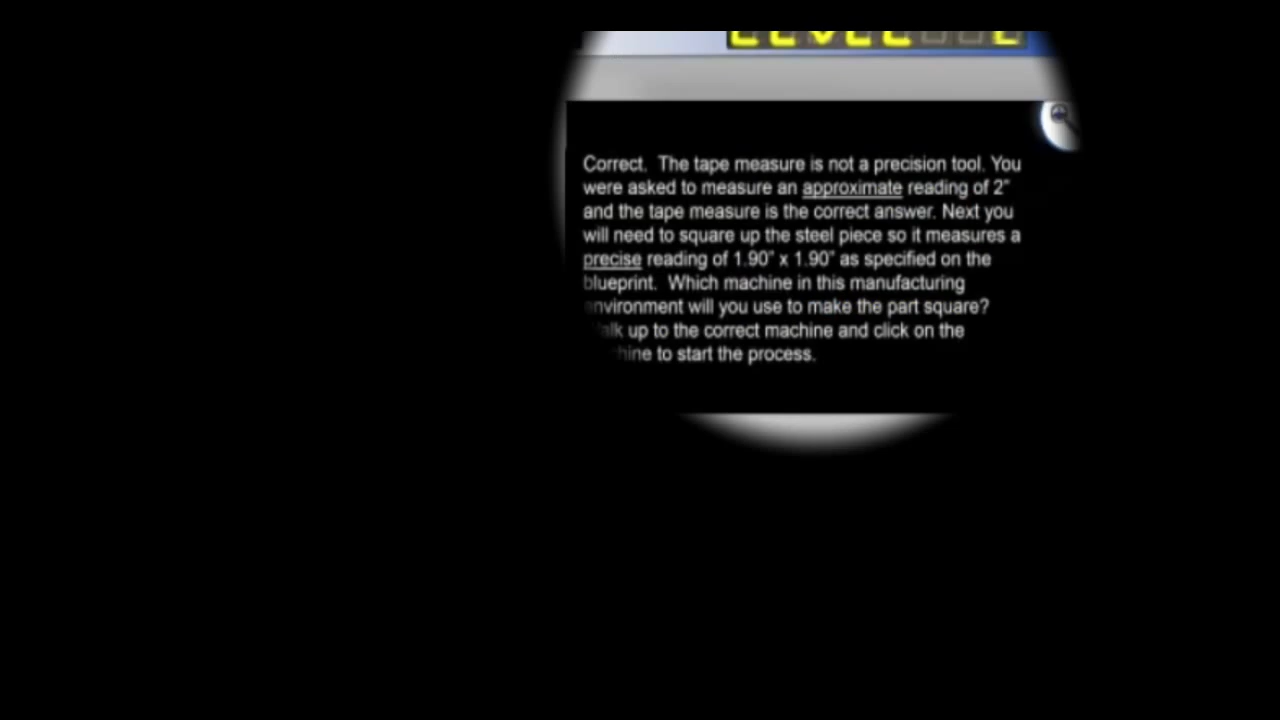 Correct.  The tape measure is not a precision tool. You
were asked to measure an approximate reading of 2"
and the tape measure is the correct answer. Next you
will need to square up the steel piece so it measures a
precise reading of 1.90" x 1.90" as specified on the
blueprint.  Which machine in this manufacturing
environment will you use to make the part square?
Walk up to the correct machine and click on the
machine to start the process.